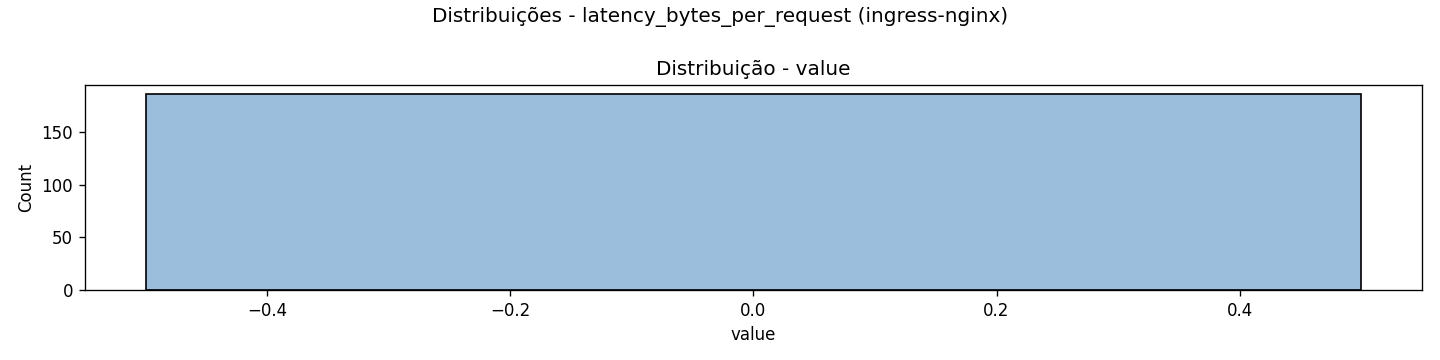 Distribuições - latency_bytes_per_request (ingress-nginx)
Distribuição - value
150
100
50
0
Count
−0.4
−0.2
0.0
0.2
0.4
value